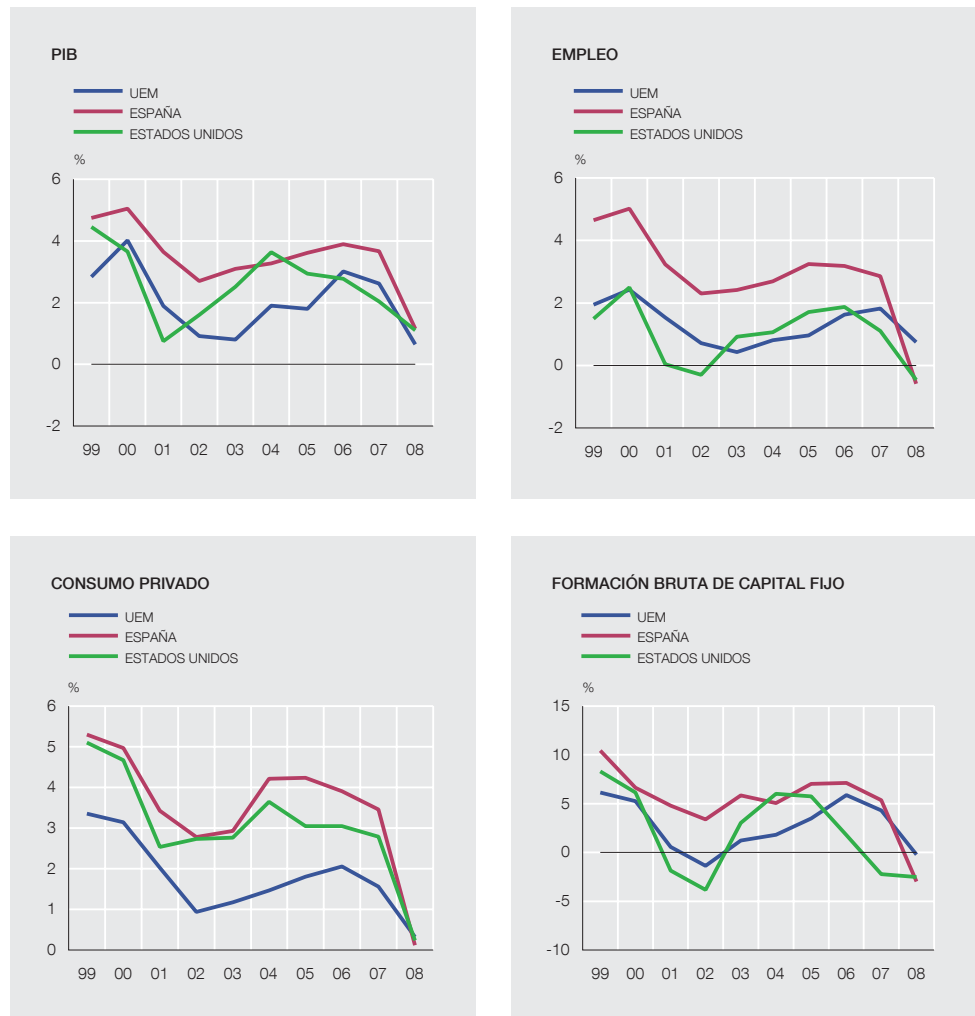 PIB
UEM
ESPAÑA
ESTADOS UNIDOS
%
6
4
2
0
-2
99 00 01 02 03 04 05 06 07 08
EMPLEO
UEM
ESPAÑA
ESTADOS UNIDOS
%
6
4
2
0
-2
99 00 01 02 03 04 05 06 07 08
CONSUMO PRIVADO
UEM
ESPAÑA
ESTADOS UNIDOS
%
6
5
4
3
2
1
0
99 00 01 02 03 04 05 06 07 08
FORMACIÓN BRUTA DE CAPITAL FIJO
UEM
ESPAÑA
ESTADOS UNIDOS
%
15
10
5
0
-5
-10
99 00 01 02 03 04 05 06 07 08